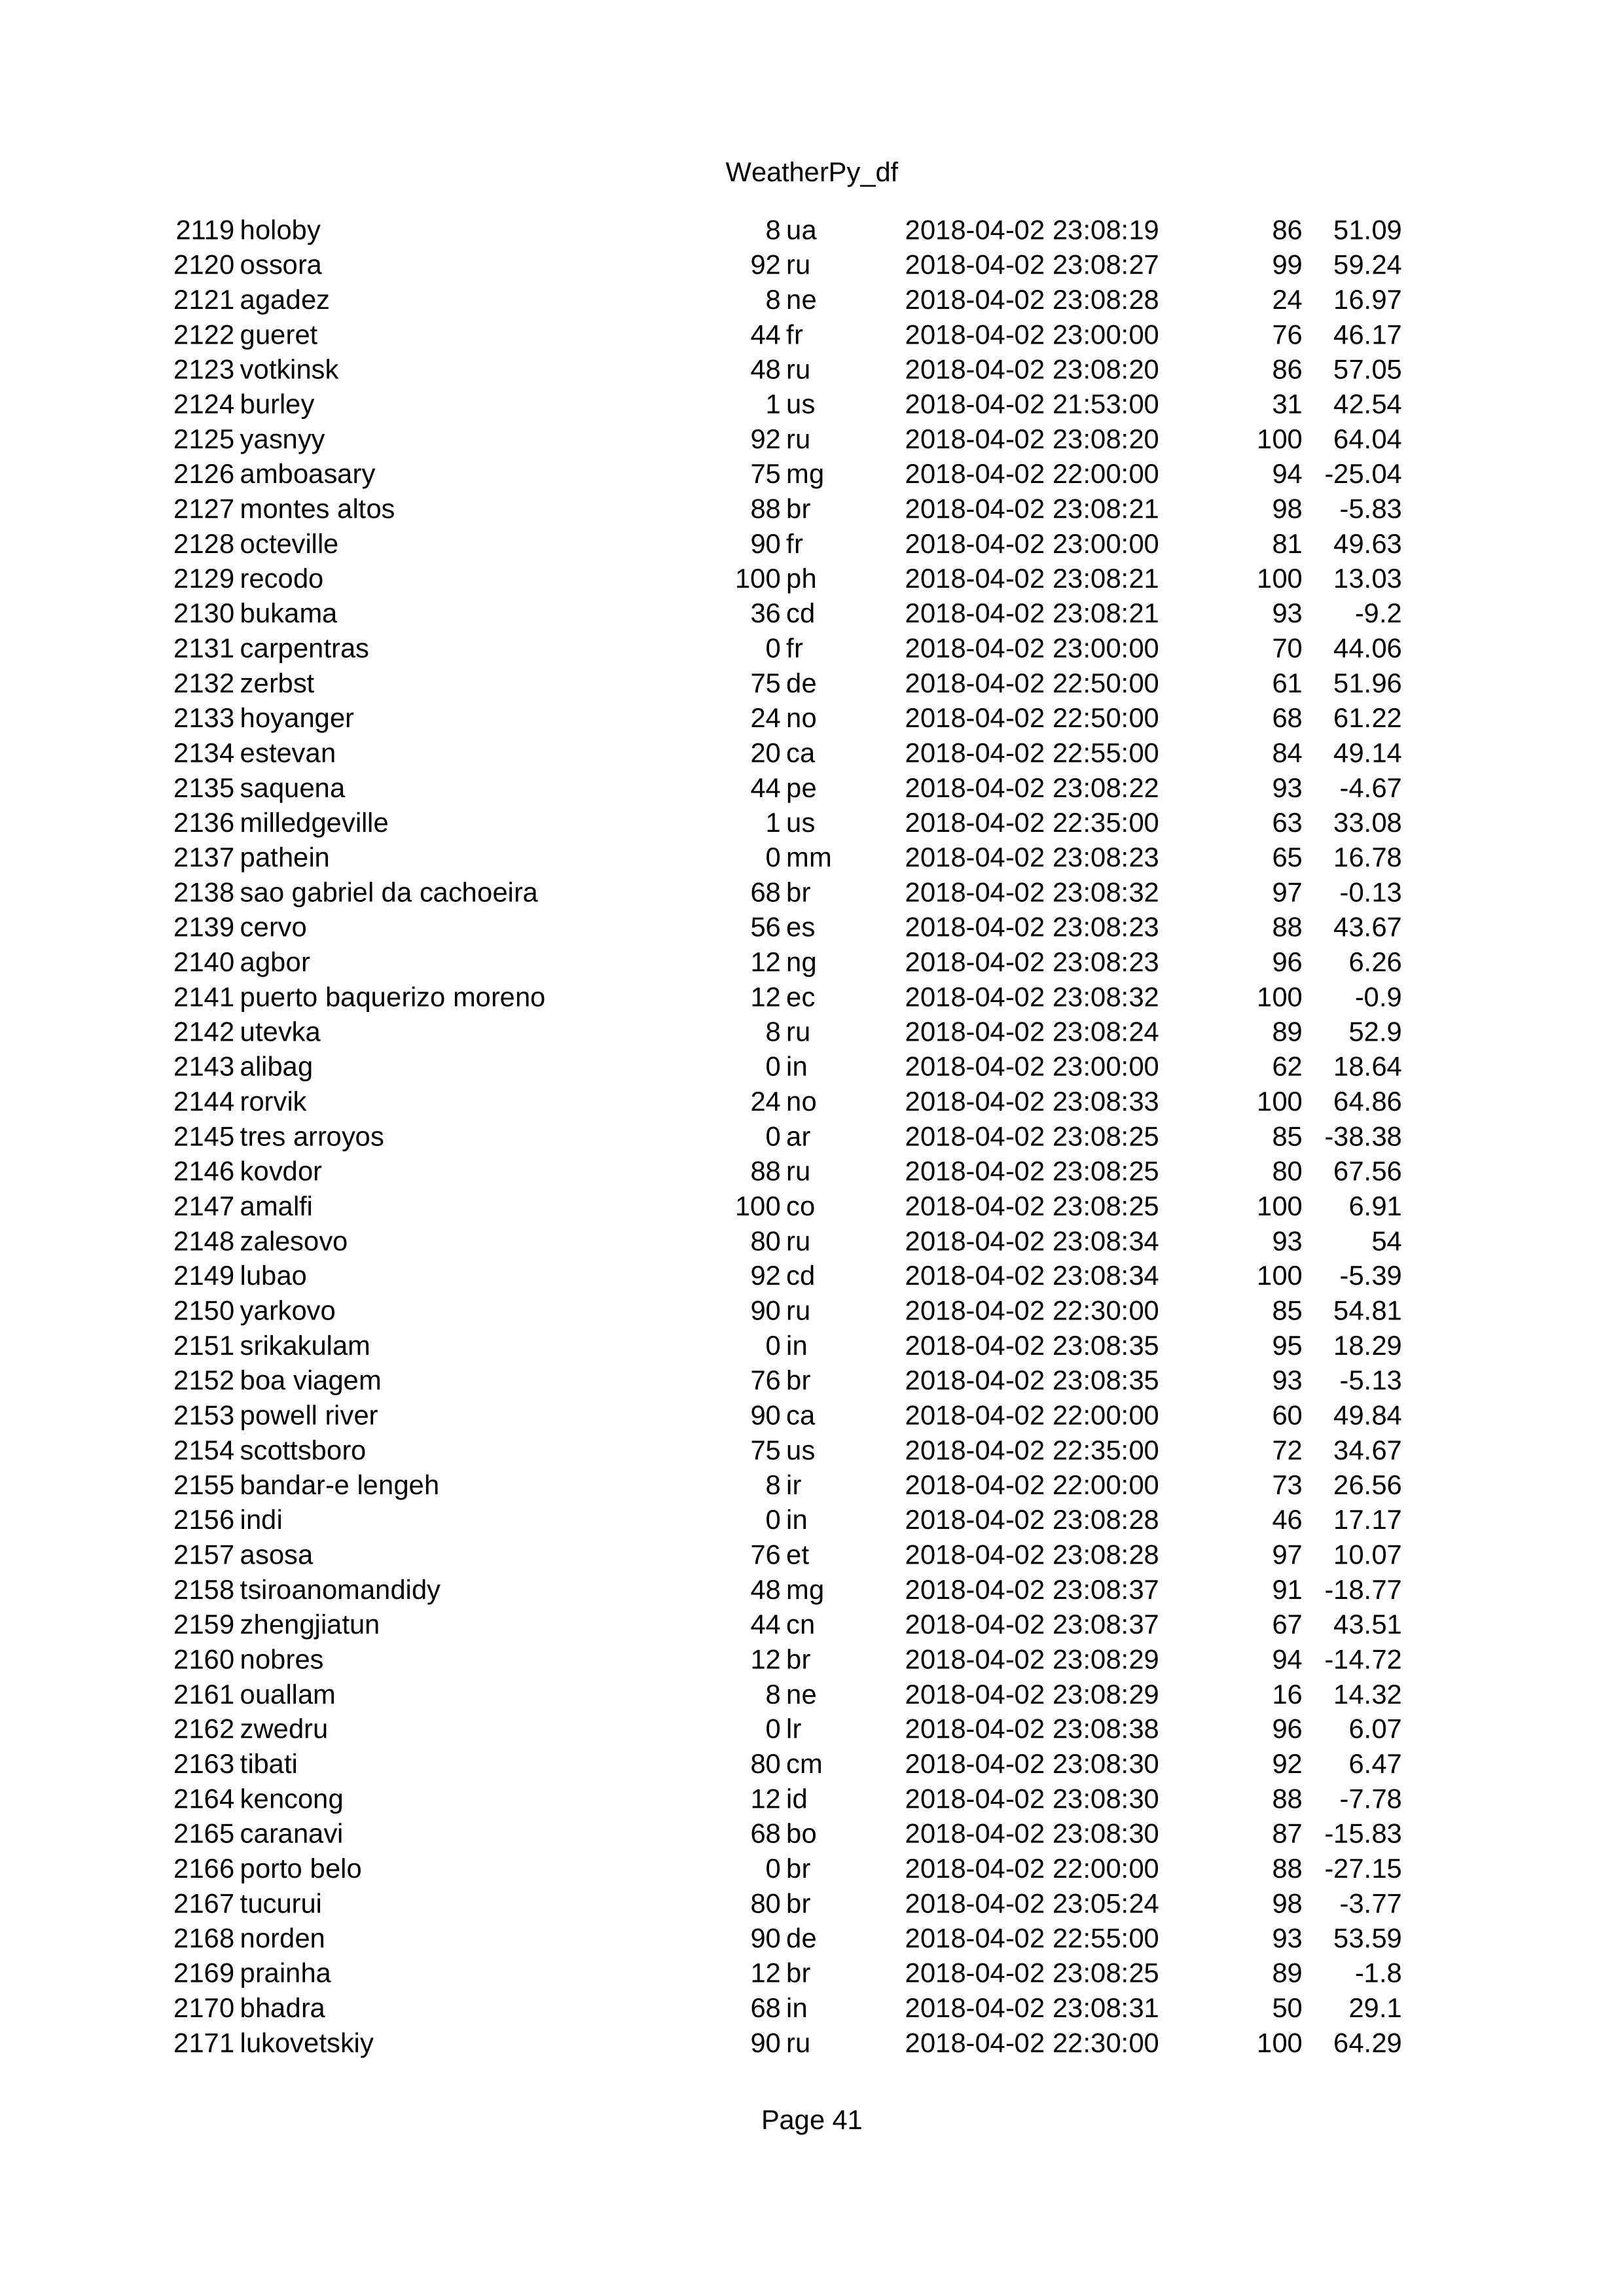 WeatherPy_df
2119 holoby 8 ua 2018-04-02 23:08:19 86 51.09
2120 ossora 92 ru 2018-04-02 23:08:27 99 59.24
2121 agadez 8 ne 2018-04-02 23:08:28 24 16.97
2122 gueret 44 fr 2018-04-02 23:00:00 76 46.17
2123 votkinsk 48 ru 2018-04-02 23:08:20 86 57.05
2124 burley 1 us 2018-04-02 21:53:00 31 42.54
2125 yasnyy 92 ru 2018-04-02 23:08:20 100 64.04
2126 amboasary 75 mg 2018-04-02 22:00:00 94 -25.04
2127 montes altos 88 br 2018-04-02 23:08:21 98 -5.83
2128 octeville 90 fr 2018-04-02 23:00:00 81 49.63
2129 recodo 100 ph 2018-04-02 23:08:21 100 13.03
2130 bukama 36 cd 2018-04-02 23:08:21 93 -9.2
2131 carpentras 0 fr 2018-04-02 23:00:00 70 44.06
2132 zerbst 75 de 2018-04-02 22:50:00 61 51.96
2133 hoyanger 24 no 2018-04-02 22:50:00 68 61.22
2134 estevan 20 ca 2018-04-02 22:55:00 84 49.14
2135 saquena 44 pe 2018-04-02 23:08:22 93 -4.67
2136 milledgeville 1 us 2018-04-02 22:35:00 63 33.08
2137 pathein 0 mm 2018-04-02 23:08:23 65 16.78
2138 sao gabriel da cachoeira 68 br 2018-04-02 23:08:32 97 -0.13
2139 cervo 56 es 2018-04-02 23:08:23 88 43.67
2140 agbor 12 ng 2018-04-02 23:08:23 96 6.26
2141 puerto baquerizo moreno 12 ec 2018-04-02 23:08:32 100 -0.9
2142 utevka 8 ru 2018-04-02 23:08:24 89 52.9
2143 alibag 0 in 2018-04-02 23:00:00 62 18.64
2144 rorvik 24 no 2018-04-02 23:08:33 100 64.86
2145 tres arroyos 0 ar 2018-04-02 23:08:25 85 -38.38
2146 kovdor 88 ru 2018-04-02 23:08:25 80 67.56
2147 amalfi 100 co 2018-04-02 23:08:25 100 6.91
2148 zalesovo 80 ru 2018-04-02 23:08:34 93 54
2149 lubao 92 cd 2018-04-02 23:08:34 100 -5.39
2150 yarkovo 90 ru 2018-04-02 22:30:00 85 54.81
2151 srikakulam 0 in 2018-04-02 23:08:35 95 18.29
2152 boa viagem 76 br 2018-04-02 23:08:35 93 -5.13
2153 powell river 90 ca 2018-04-02 22:00:00 60 49.84
2154 scottsboro 75 us 2018-04-02 22:35:00 72 34.67
2155 bandar-e lengeh 8 ir 2018-04-02 22:00:00 73 26.56
2156 indi 0 in 2018-04-02 23:08:28 46 17.17
2157 asosa 76 et 2018-04-02 23:08:28 97 10.07
2158 tsiroanomandidy 48 mg 2018-04-02 23:08:37 91 -18.77
2159 zhengjiatun 44 cn 2018-04-02 23:08:37 67 43.51
2160 nobres 12 br 2018-04-02 23:08:29 94 -14.72
2161 ouallam 8 ne 2018-04-02 23:08:29 16 14.32
2162 zwedru 0 lr 2018-04-02 23:08:38 96 6.07
2163 tibati 80 cm 2018-04-02 23:08:30 92 6.47
2164 kencong 12 id 2018-04-02 23:08:30 88 -7.78
2165 caranavi 68 bo 2018-04-02 23:08:30 87 -15.83
2166 porto belo 0 br 2018-04-02 22:00:00 88 -27.15
2167 tucurui 80 br 2018-04-02 23:05:24 98 -3.77
2168 norden 90 de 2018-04-02 22:55:00 93 53.59
2169 prainha 12 br 2018-04-02 23:08:25 89 -1.8
2170 bhadra 68 in 2018-04-02 23:08:31 50 29.1
2171 lukovetskiy 90 ru 2018-04-02 22:30:00 100 64.29
Page 41